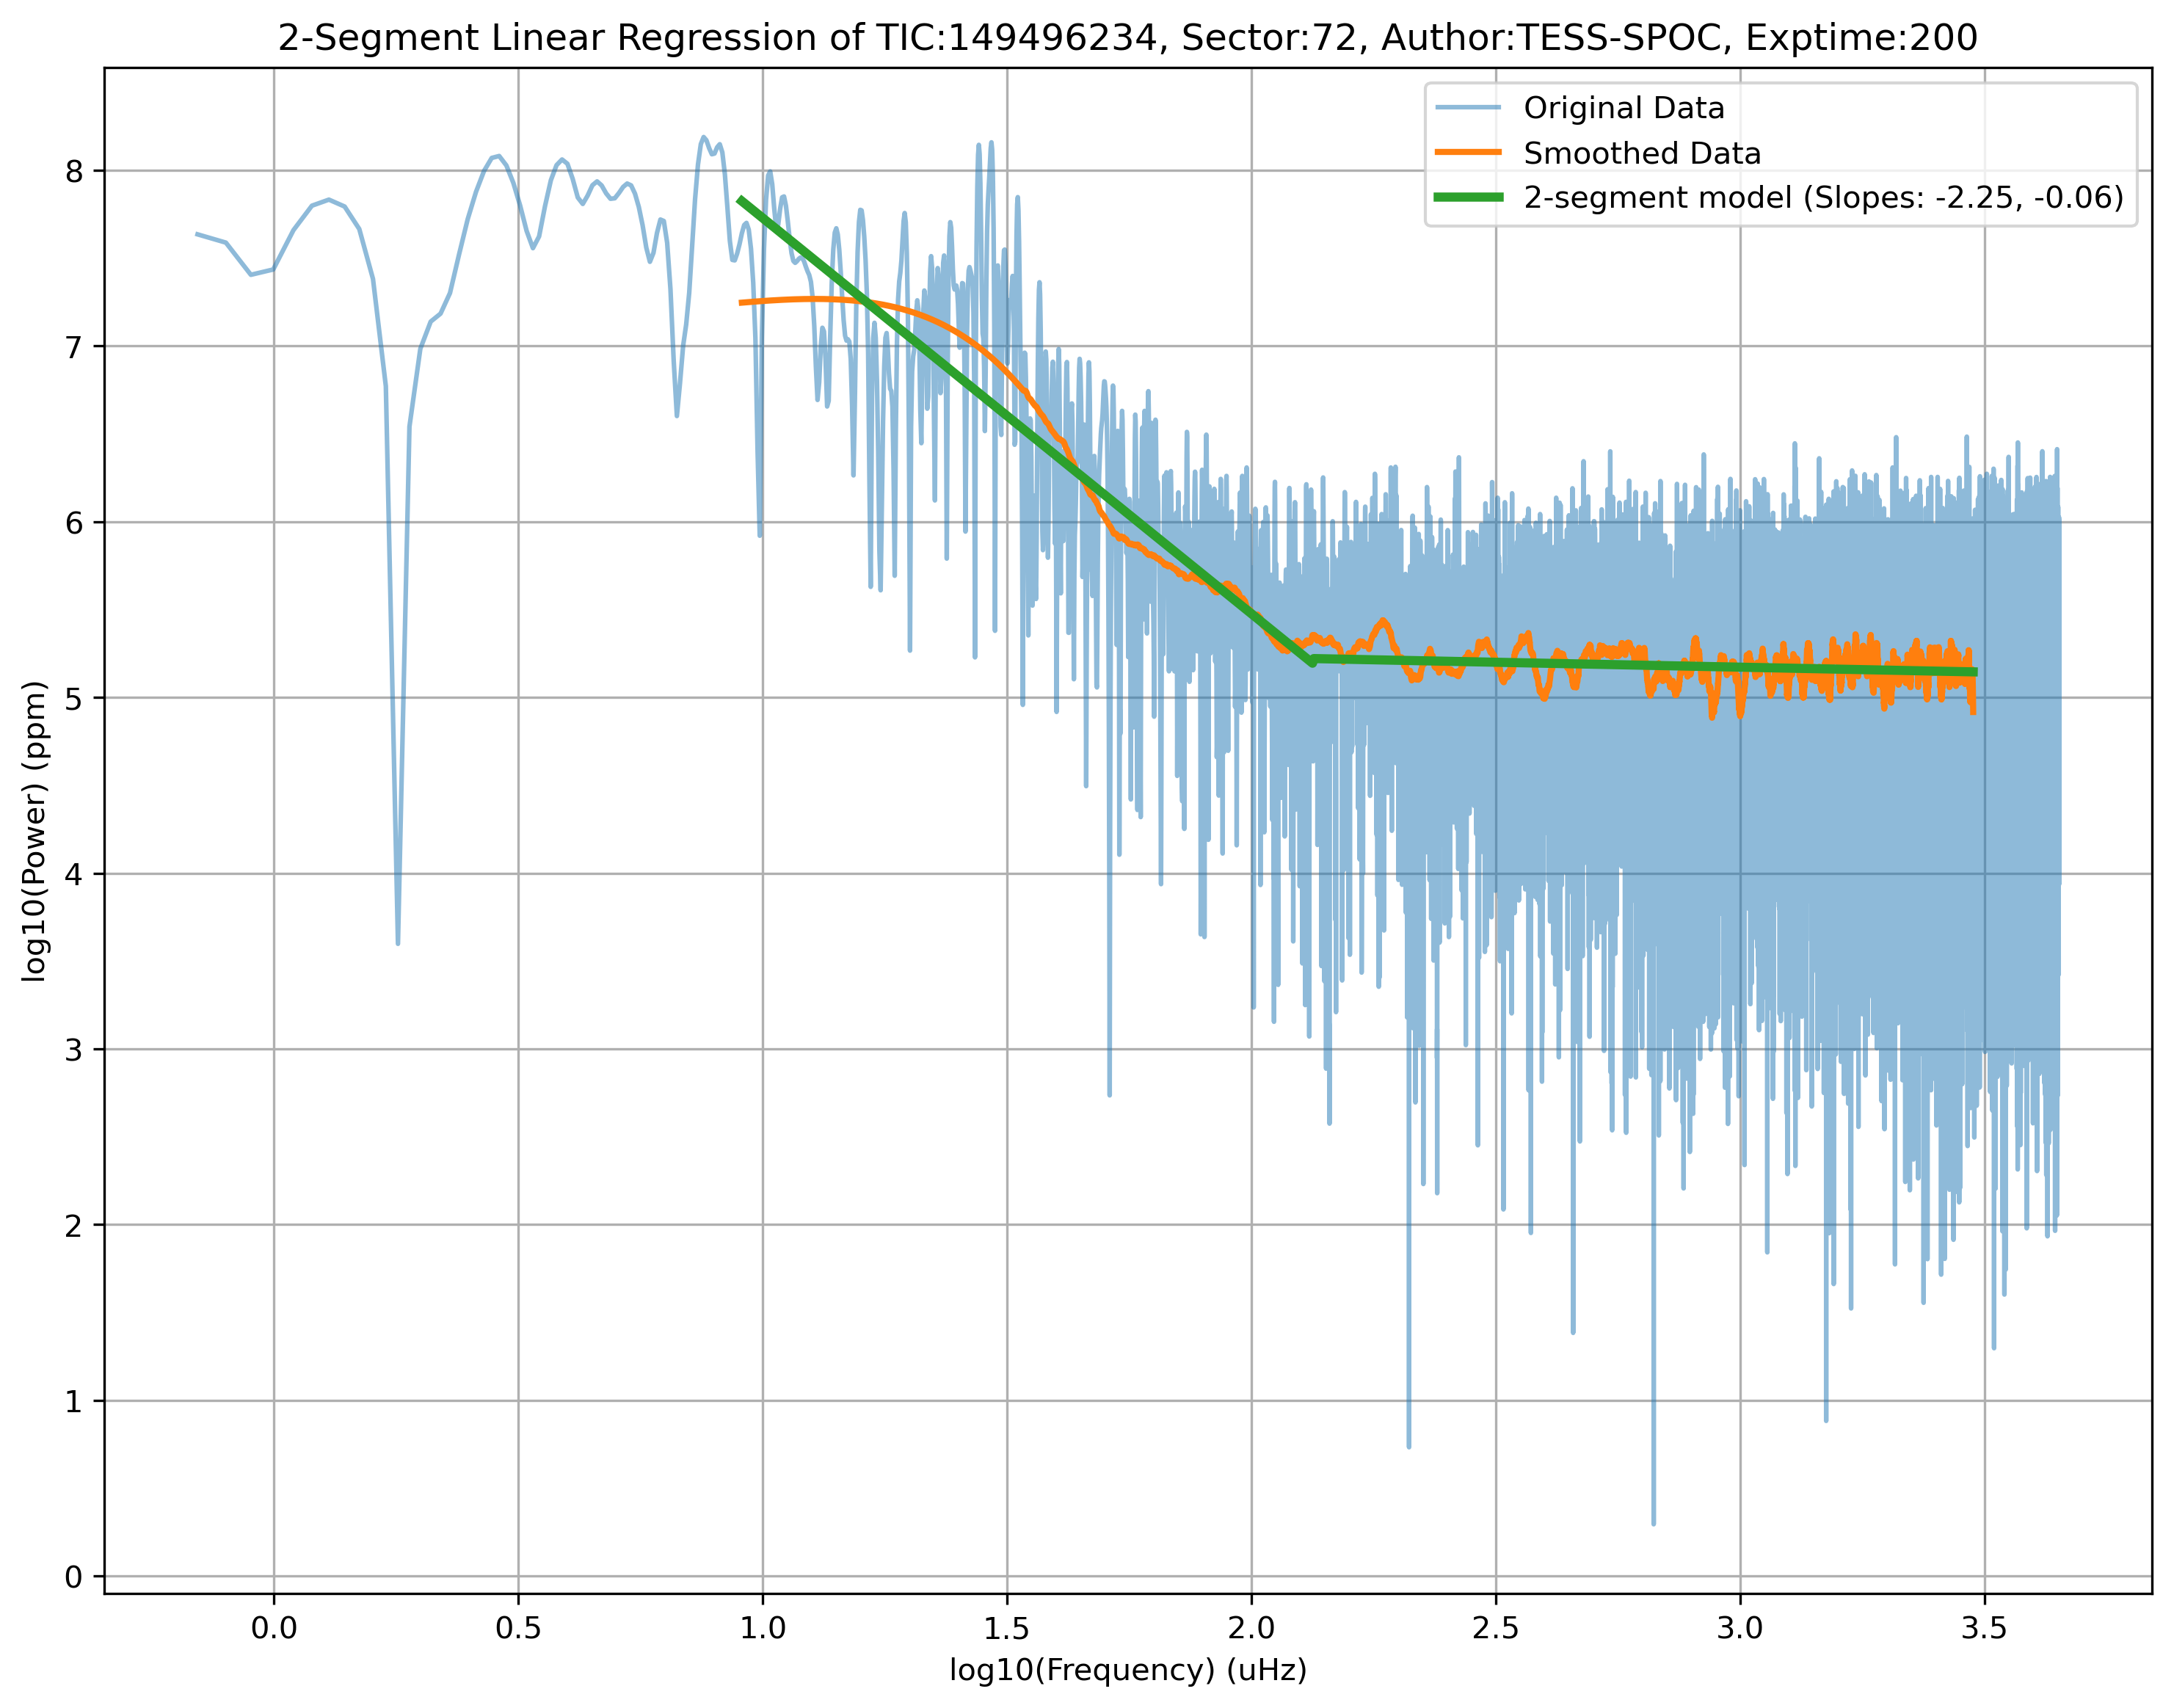 2-Segment Linear Regression of TIC:149496234, Sector:72, Author:TESS-SPOC, Exptime:200
Original Data
Smoothed Data
2-segment model (Slopes: -2.25, -0.06)
log10(Power) (ppm)
8
7
6
5
4
3
2
1
0
0.0 0.5 1.0 1.5 2.0 2.5 3.0 3.5
log10(Frequency) (uHz)